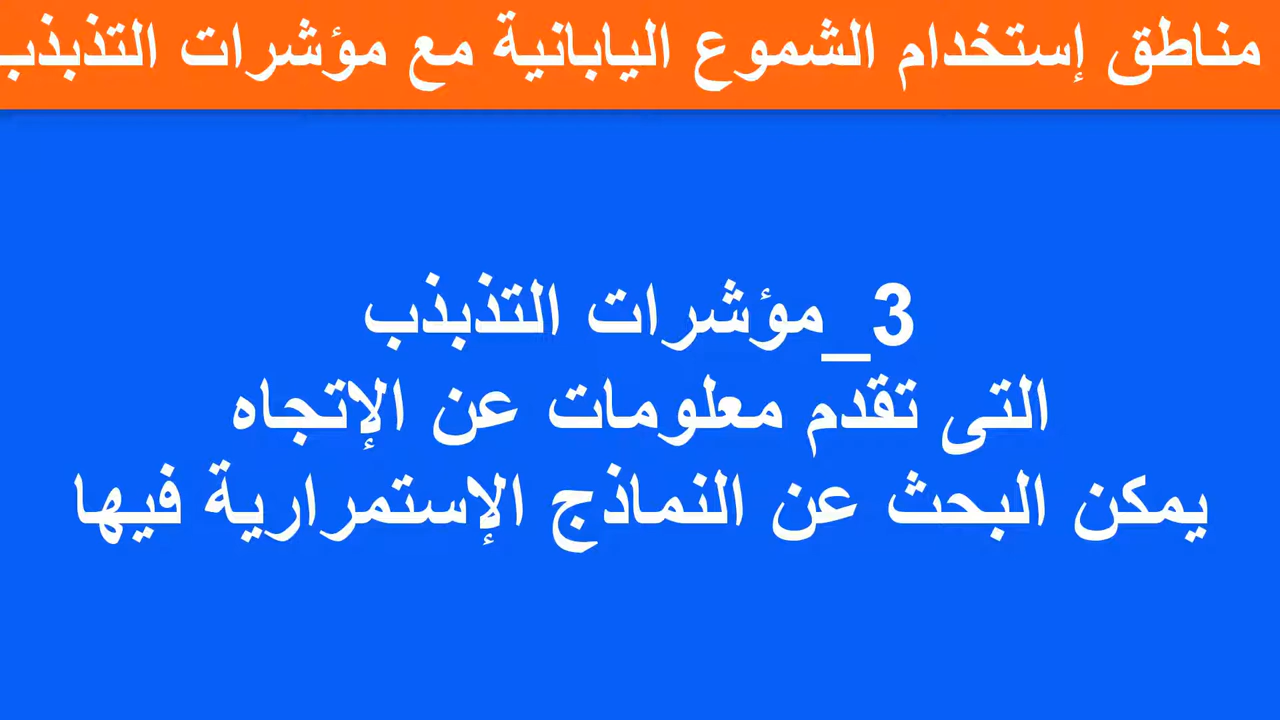 مناطق إستخدام الشموع اليابانية مع مؤشرات التذبذب
3_مؤشرات التذبذب
التى تقدم معلومات عن الإتجاه
يمكن البحث عن النماذج الإستمرارية فيها